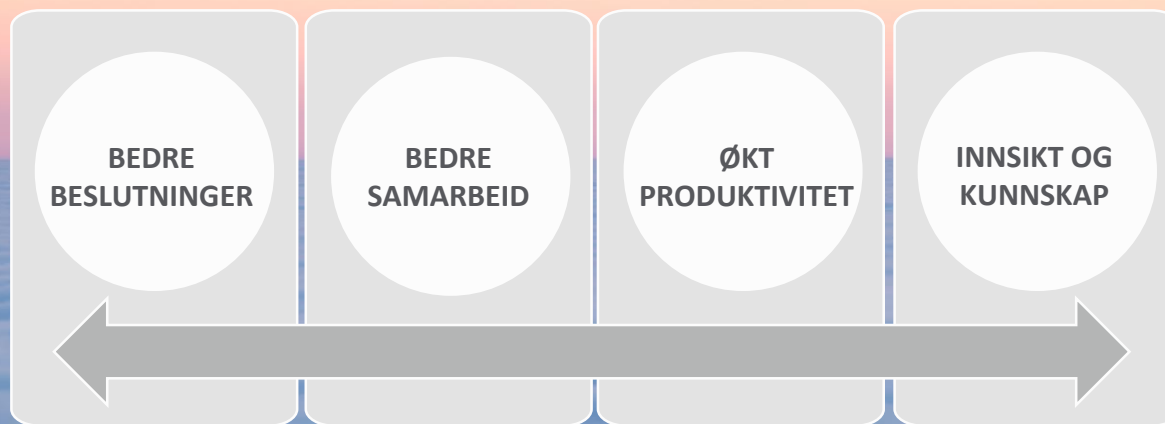 BEDRE
BESLUTNINGER
BEDRE
SAMARBEID
ØKT
PRODUKTIVITET
INNSIKT OG
KUNNSKAP